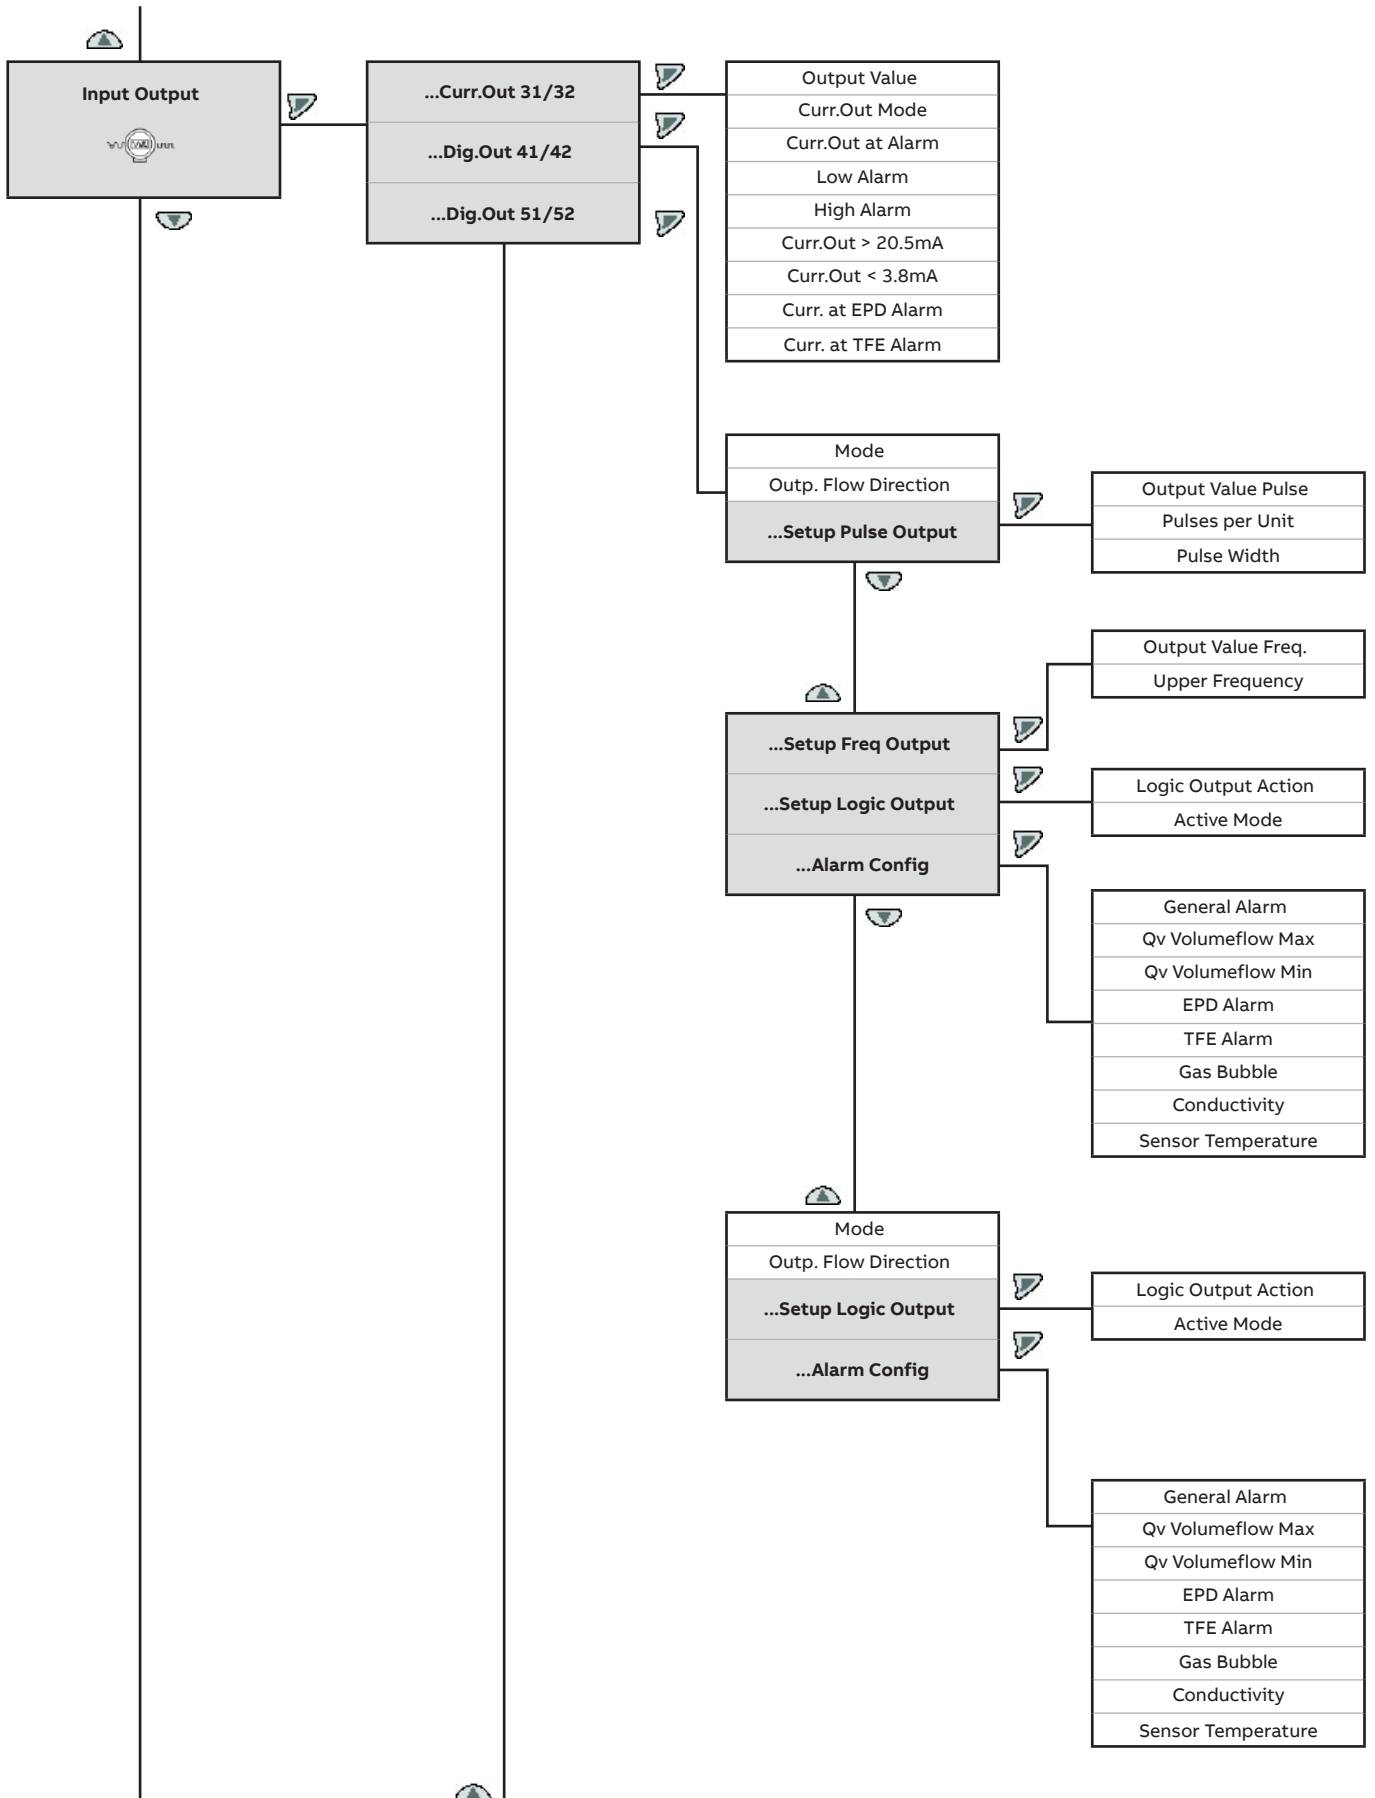 Input Output
...Curr.Out 31/32
...Dig.Out 41/42
...Dig.Out 51/52
Output Value
Curr.Out Mode
Curr.Out at Alarm
Low Alarm
High Alarm
Curr.Out > 20.5mA
Curr.Out < 3.8mA
Curr. at EPD Alarm
Curr. at TFE Alarm
Mode
Outp. Flow Direction
...Setup Pulse Output
Output Value Pulse
Pulses per Unit
Pulse Width
...Setup Freq Output
...Setup Logic Output
...Alarm Config
Output Value Freq.
Upper Frequency
Logic Output Action
Active Mode
General Alarm
Qv Volumeflow Max
Qv Volumeflow Min
EPD Alarm
TFE Alarm
Gas Bubble
Conductivity
Sensor Temperature
Mode
Outp. Flow Direction
...Setup Logic Output
...Alarm Config
Logic Output Action
Active Mode
General Alarm
Qv Volumeflow Max
Qv Volumeflow Min
EPD Alarm
TFE Alarm
Gas Bubble
Conductivity
Sensor Temperature